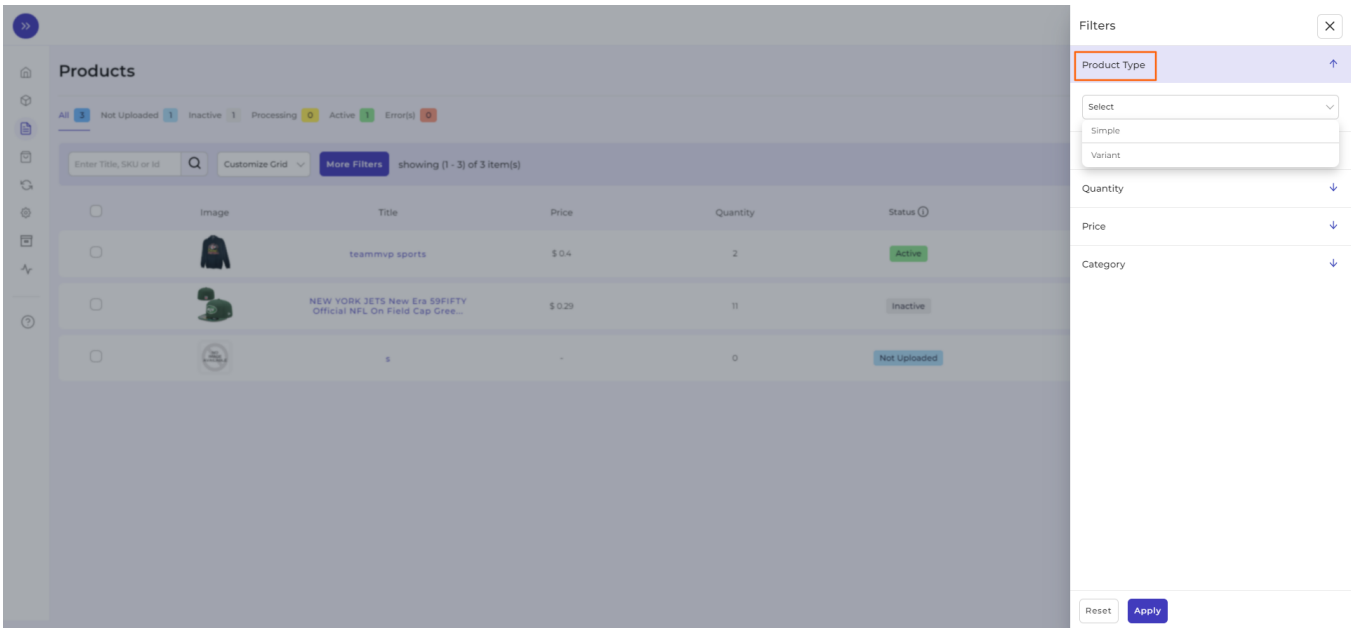 Filters
Product Type
Select
Simple
Variant
Quantity
Price
Category
Reset Apply
Products
All 3 Not Uploaded 1 Inactive 1 Processing 0 Active 1 Error(s) 0
Enter Title, SKU or Id Customize Grid More Filters showing (1 - 3) of 3 item(s)
Image Title Price Quantity Status
teammvp sports $ 0.4 2 Active
NEW YORK JETS New Era 59FIFTY
Official NFL On Field Cap Gree... $ 0.29 11 Inactive
s - 0 Not Uploaded